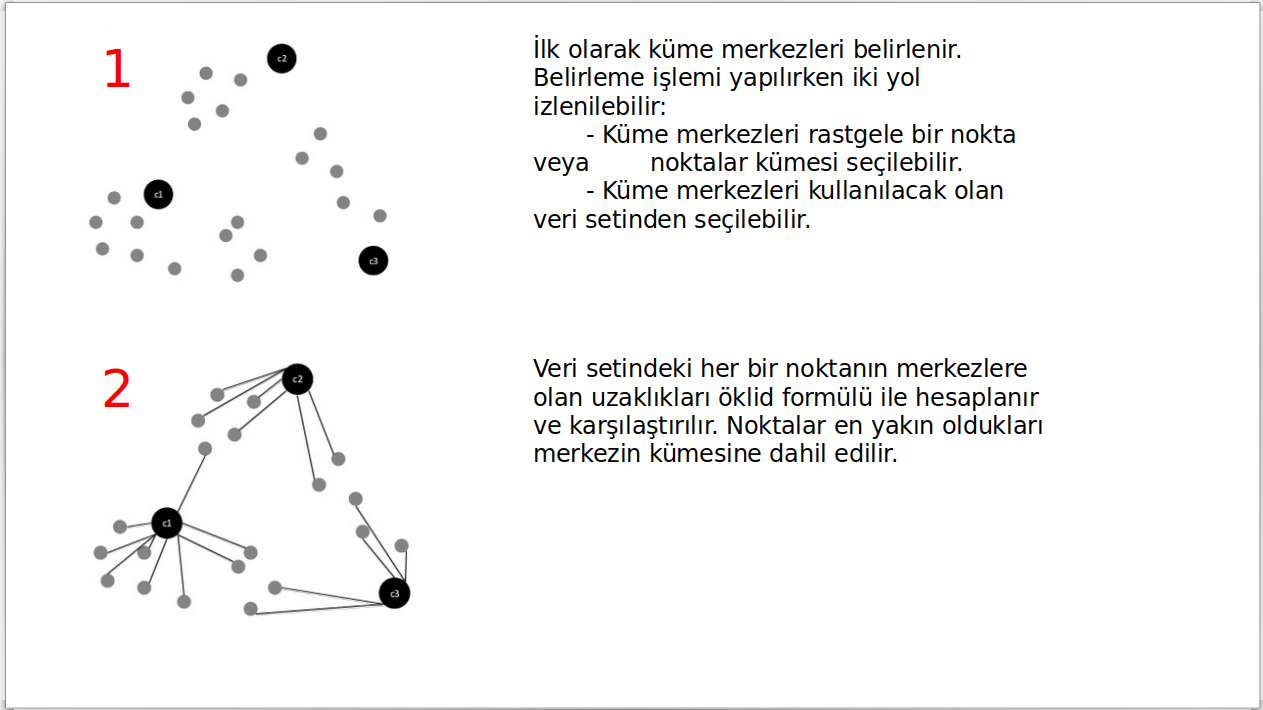 1
c2
c1
c3
İlk olarak küme merkezleri belirlenir.
Belirleme işlemi yapılırken iki yol
izlenilebilir:
- Küme merkezleri rastgele bir nokta
veya noktalar kümesi seçilebilir.
- Küme merkezleri kullanılacak olan
veri setinden seçilebilir.
2
c2
c1
c3
Veri setindeki her bir noktanın merkezlere
olan uzaklıkları öklid formülü ile hesaplanır
ve karşılaştırılır. Noktalar en yakın oldukları
merkezin kümesine dahil edilir.